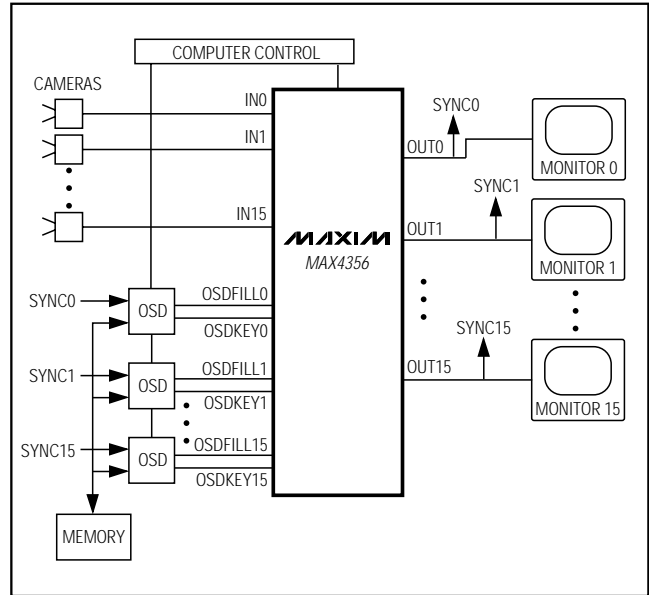 COMPUTER CONTROL
CAMERAS
IN0
SYNC0
IN1
OUT0
MONITOR 0
SYNC1
IN15
MAXIM
MAX4356
OUT1
MONITOR 1
SYNC0
OSD
OSDFILL0
OSDKEY0
SYNC15
SYNC1
OSD
OSDFILL1
OSDKEY1
OUT15
MONITOR 15
SYNC15
OSD
OSDFILL15
OSDKEY15
MEMORY